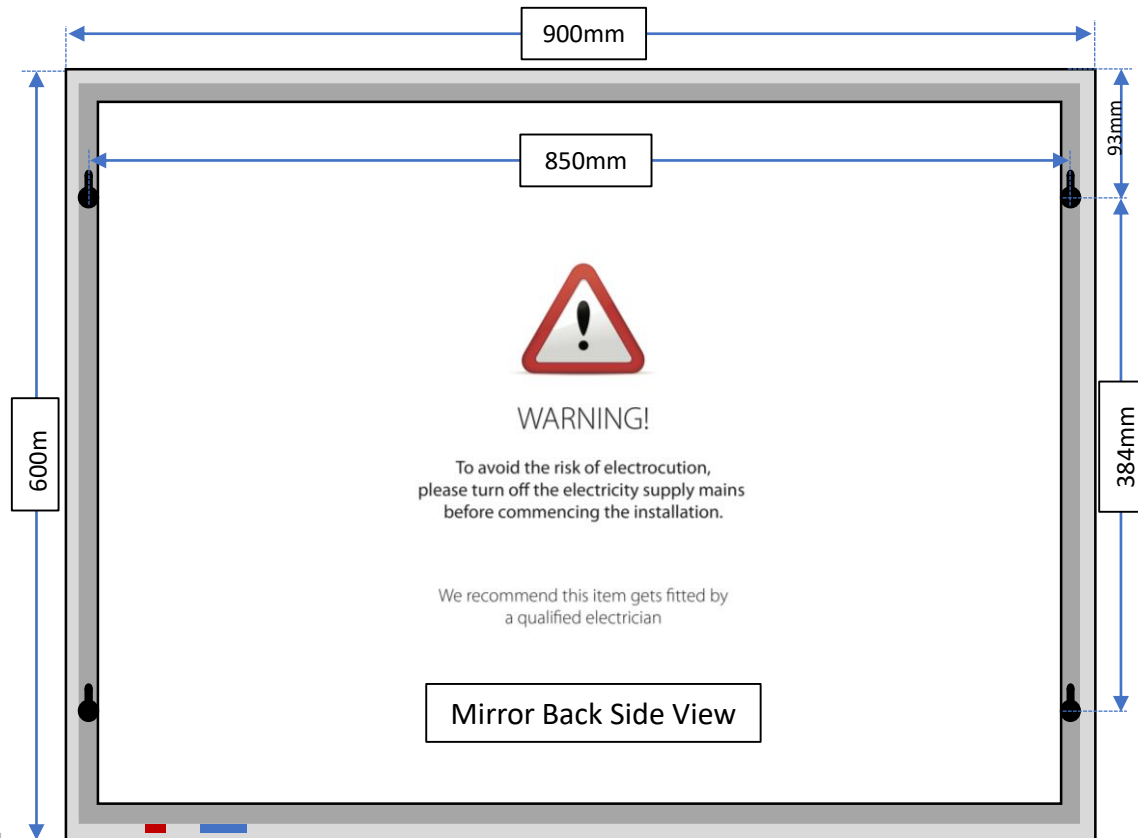 900mm
93mm
850mm
600m
384mm
WARNING!
To avoid the risk of electrocution,
please turn off the electricity supply mains
before commencing the installation.
We recommend this item gets fitted by
a qualified electrician
Mirror Back Side View